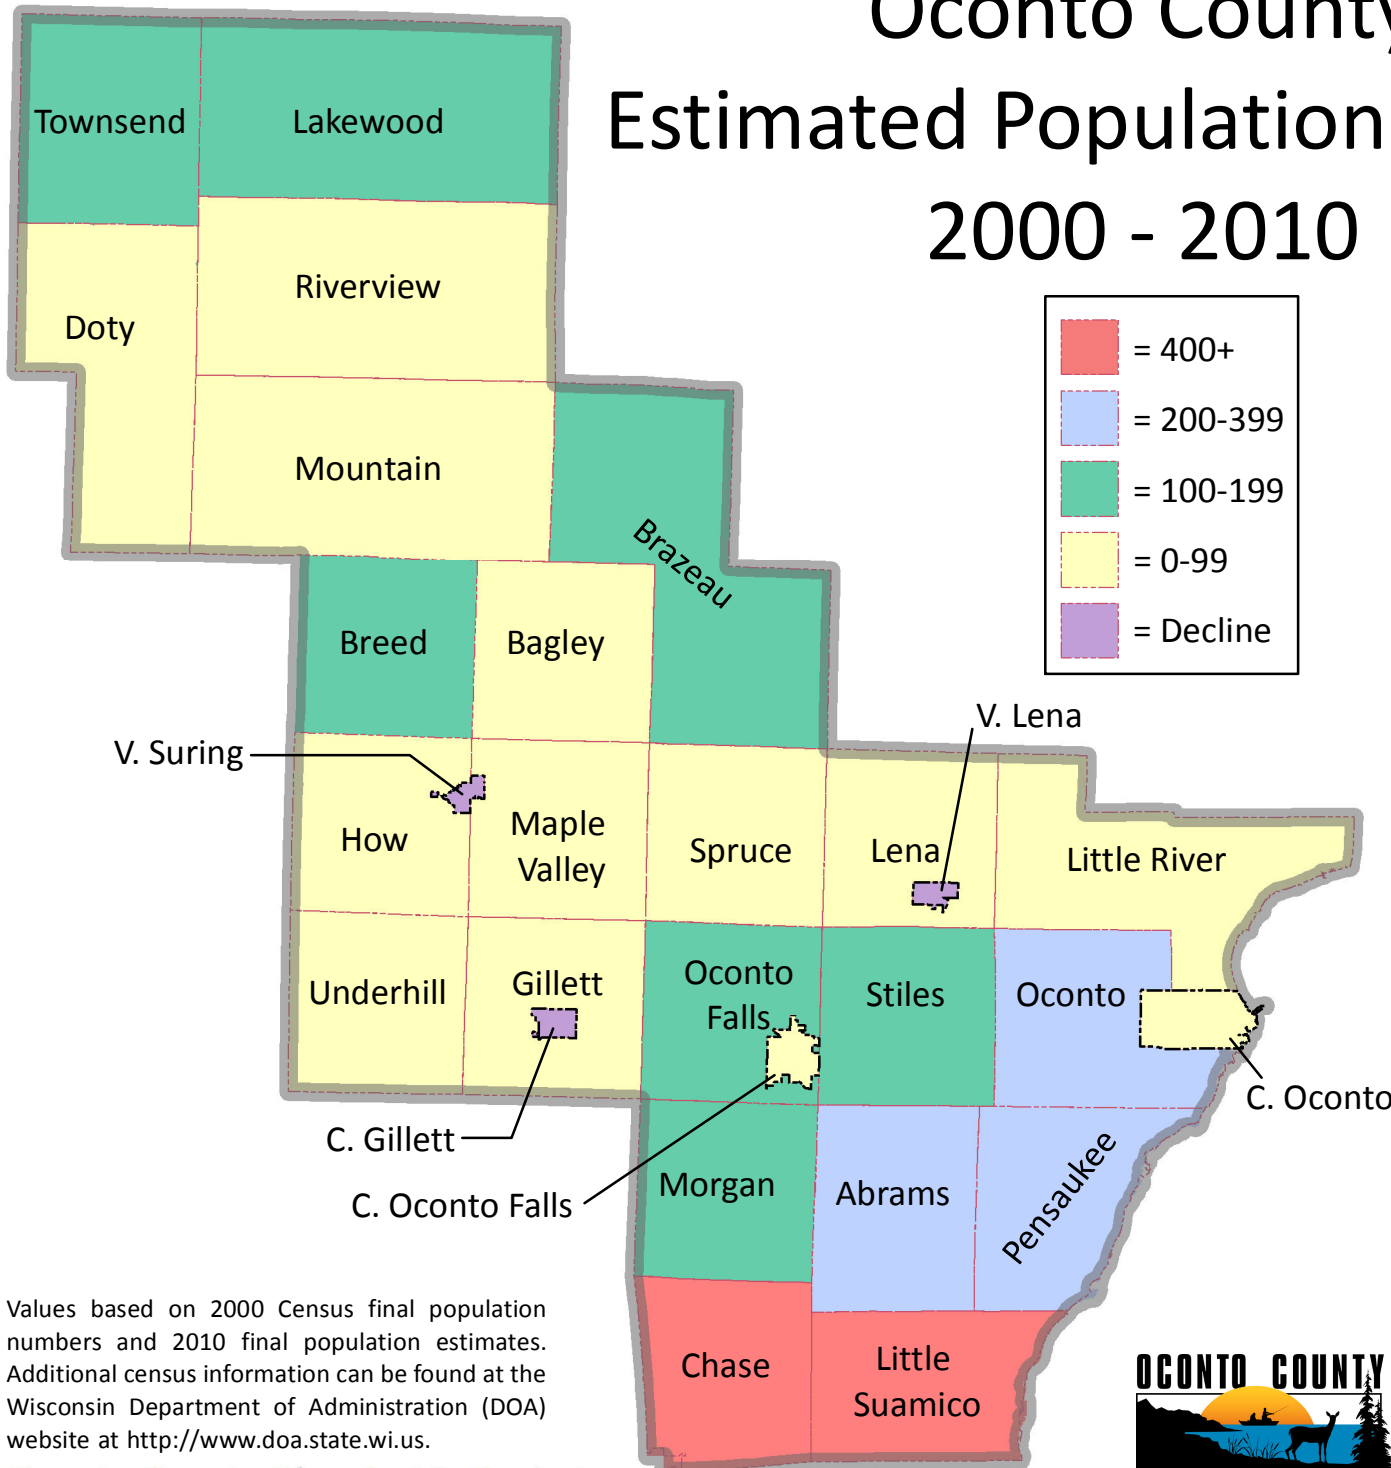 Oconto County
Estimated Population
2000 - 2010
= 400+
= 200-399
= 100-199
= 0-99
= Decline
Townsend
Lakewood
Riverview
Doty
Mountain
Brazeau
Breed
Bagley
V. Suring
V. Lena
How
Maple
Valley
Spruce
Lena
Little River
Underhill
Gillett
Oconto
Falls
Stiles
Oconto
C. Oconto
C. Gillett
C. Oconto Falls
Morgan
Abrams
Pensaukee
Chase
Little
Suamico
Values based on 2000 Census final population
numbers and 2010 final population estimates.
Additional census information can be found at the
Wisconsin Department of Administration (DOA)
website at http://www.doa.state.wi.us.
OCONTO COUNTY